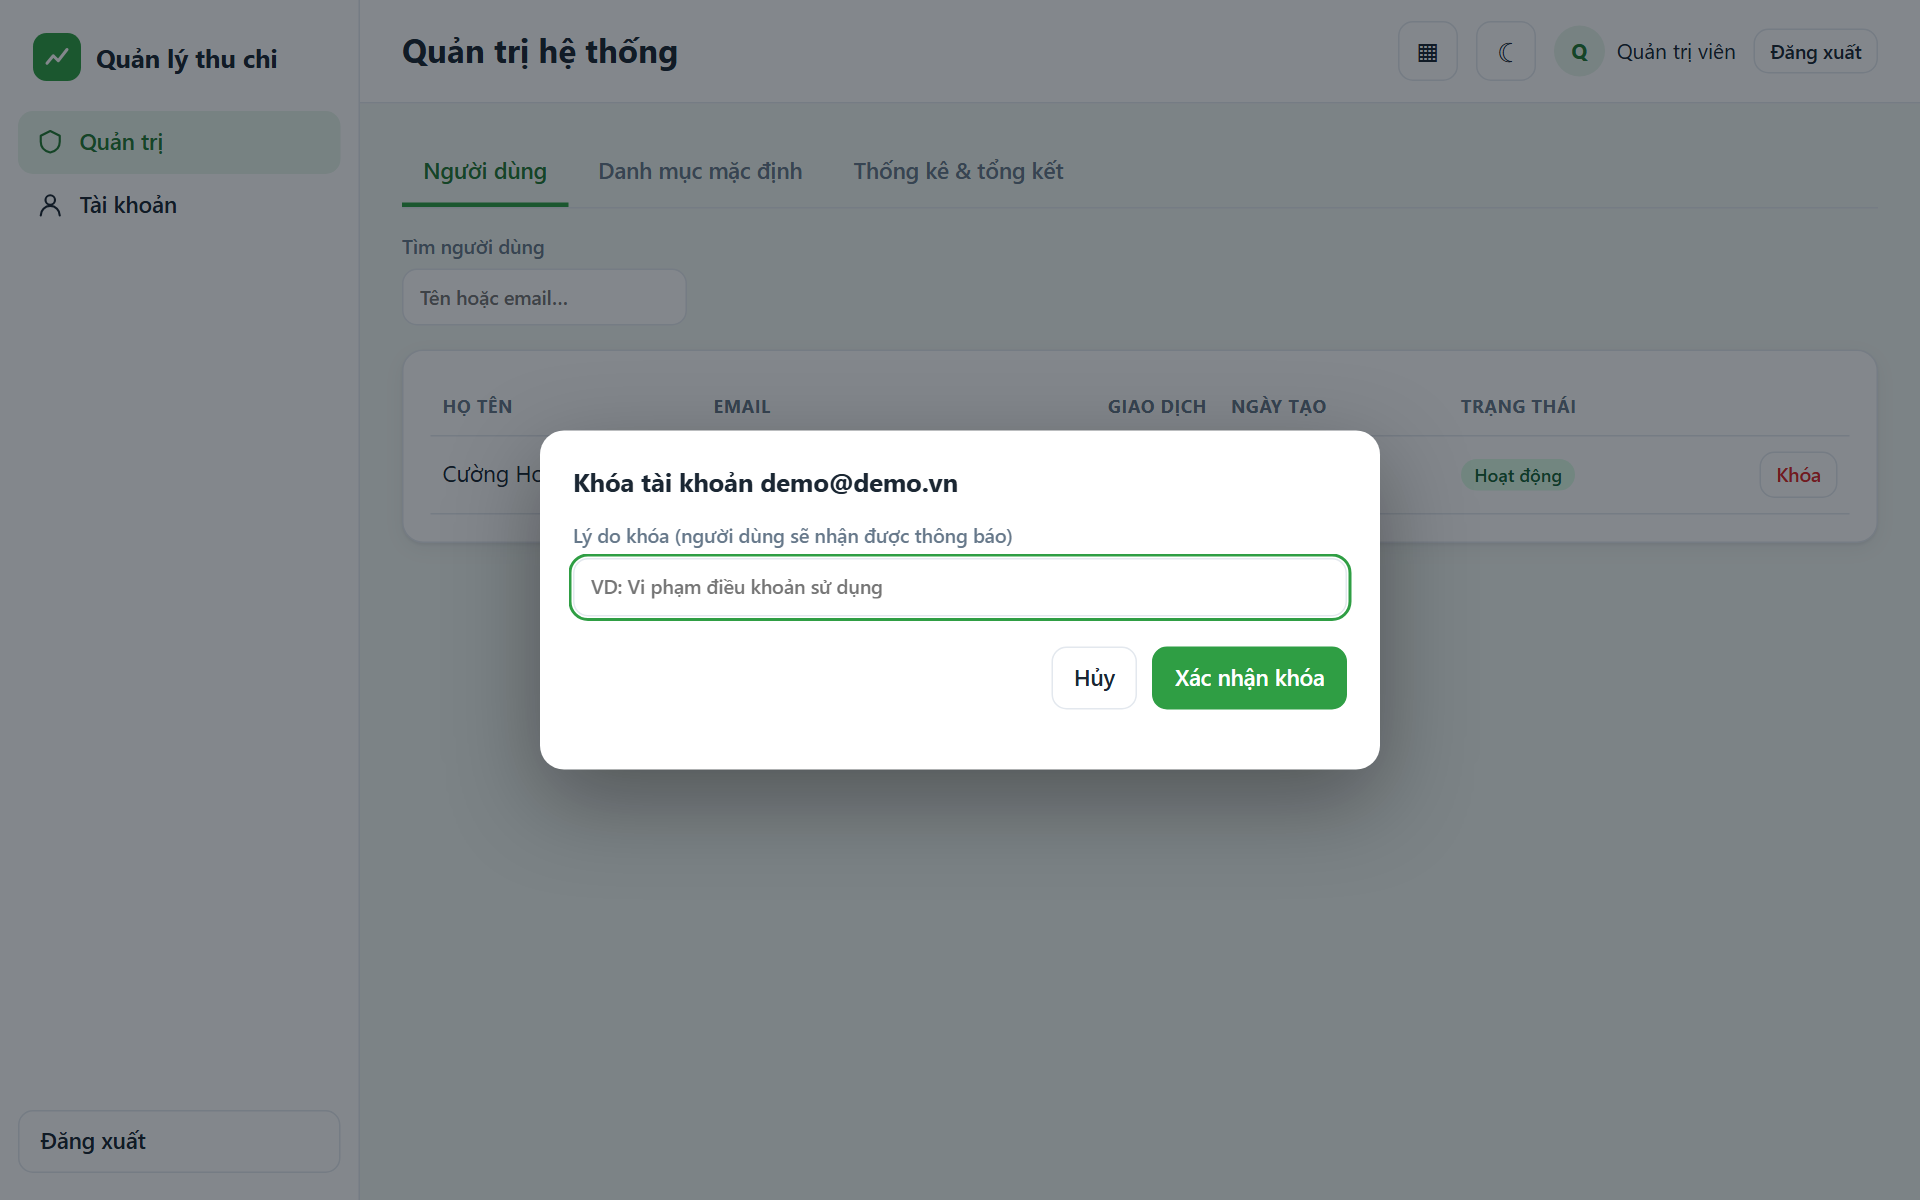 Quản lý thu chi
Quản trị
Tài khoản
Đăng xuất
Quản trị hệ thống
Q
Quản trị viên
Đăng xuất
Người dùng
Danh mục mặc định
Thống kê & tổng kết
Tìm người dùng
Tên hoặc email...
HỌ TÊN
EMAIL
GIAO DỊCH
NGÀY TẠO
TRẠNG THÁI
Cường
Hoạt động
Khóa
Khóa tài khoản demo@demo.vn
Lý do khóa (người dùng sẽ nhận được thông báo)
VD: Vi phạm điều khoản sử dụng
Hủy
Xác nhận khóa